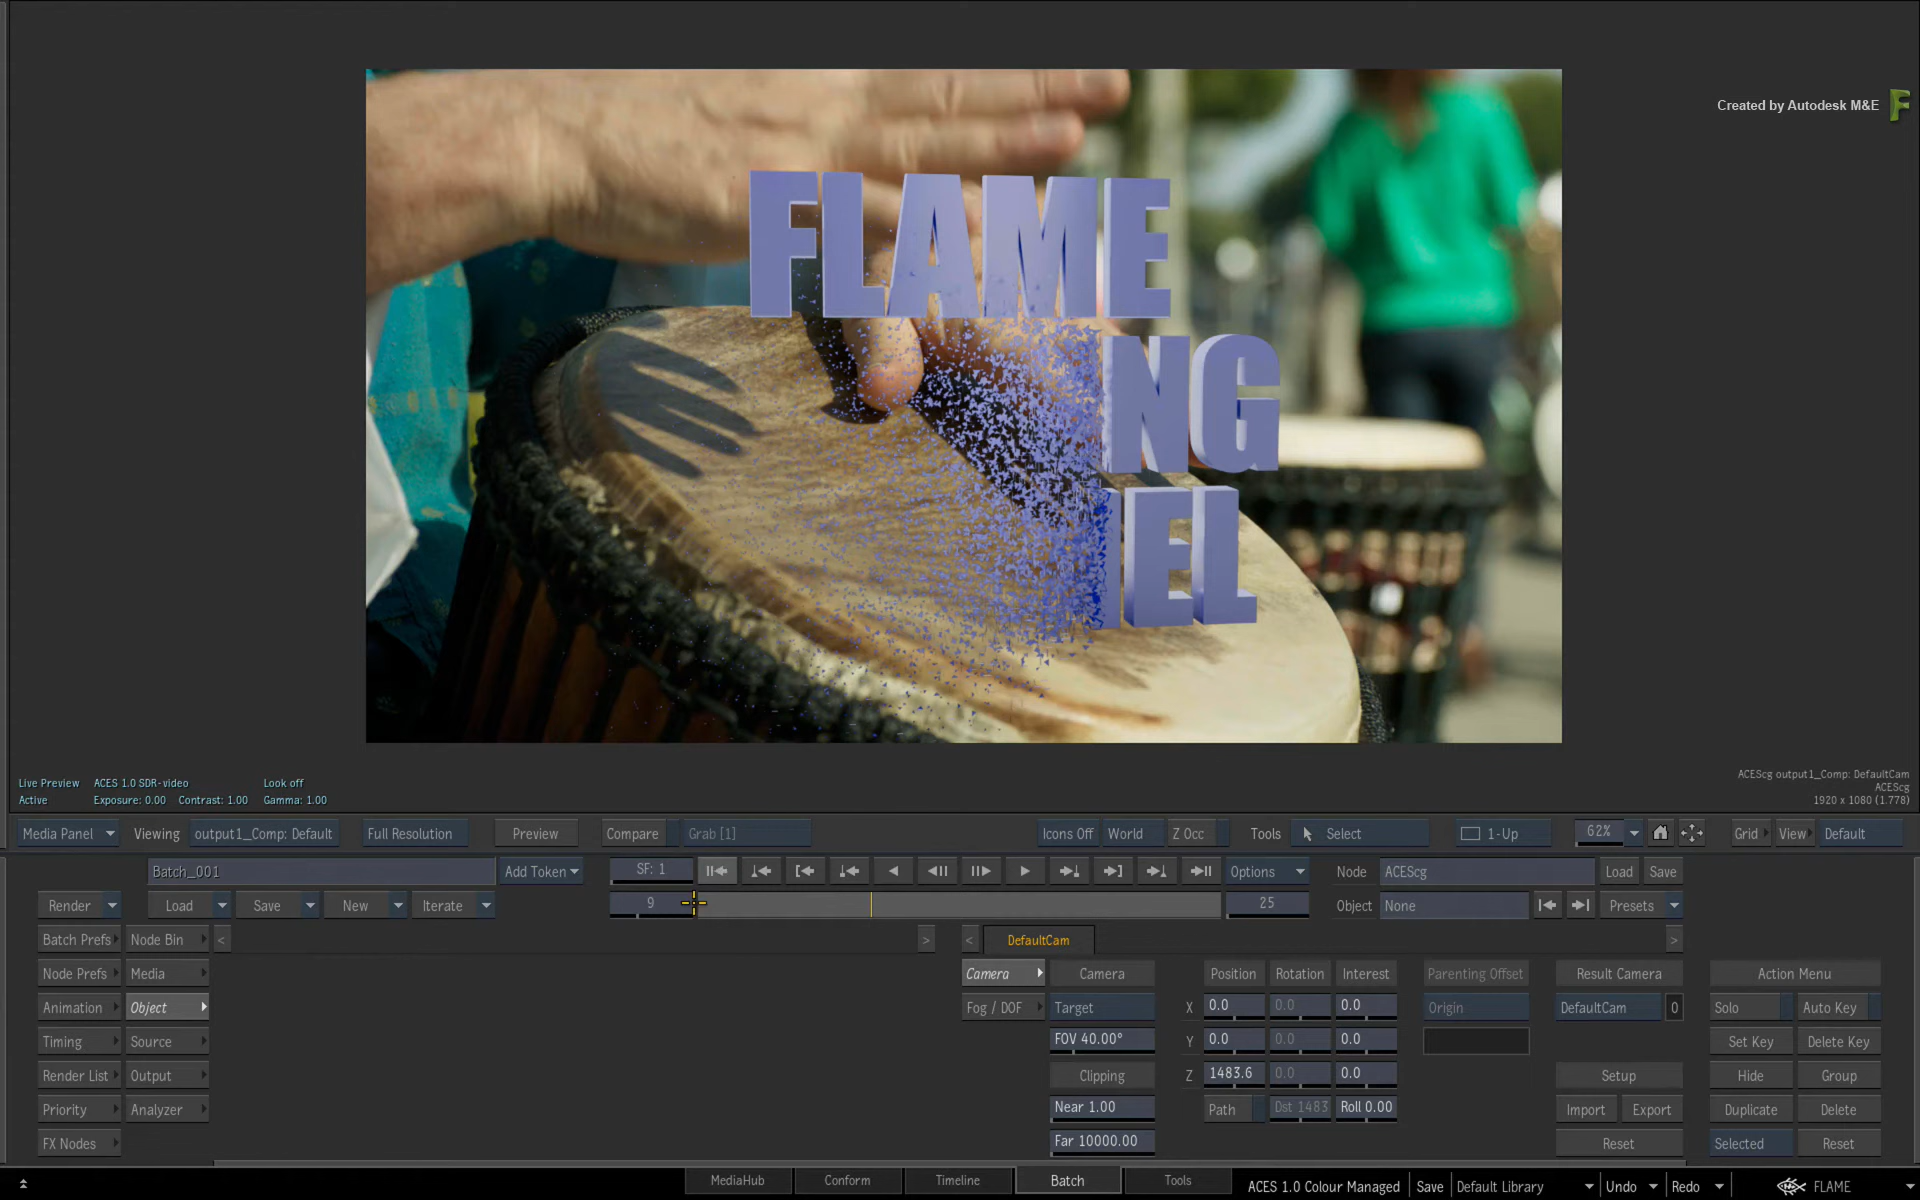 Created by Autodesk M&E
FLAME
NG
IEL
Live Preview ACES 1.0 SDR-video Look off
Active Exposure: 0.00 Contrast: 1.00 Gamma: 1.00
ACEScg output1_Comp: DefaultCam
ACEScg
1920 x 1080 (1.778)
Media Panel Viewing output1_Comp: Default Full Resolution Preview Compare Grab [1] Icons Off World Z Occ Tools Select 1-Up 62% Grid View Default
Batch_001 Add Token SF: 1 Options Node ACEScg Load Save
Render Load Save New Iterate 9 25 Object None Presets
Batch Prefs Node Bin < > < DefaultCam >
Node Prefs Media Camera Camera Position Rotation Interest Parenting Offset Result Camera Action Menu
Animation Object Fog / DOF Target X 0.0 0.0 0.0 Origin DefaultCam 0 Solo Auto Key
Timing Source FOV 40.00° Y 0.0 0.0 0.0 Set Key Delete Key
Render List Output Clipping Z 1483.6 0.0 0.0 Setup Hide Group
Priority Analyzer Near 1.00 Path Dst 1483 Roll 0.00 Import Export Duplicate Delete
FX Nodes Far 10000.00 Reset Selected Reset
MediaHub Conform Timeline Batch Tools ACES 1.0 Colour Managed Save Default Library Undo Redo FLAME